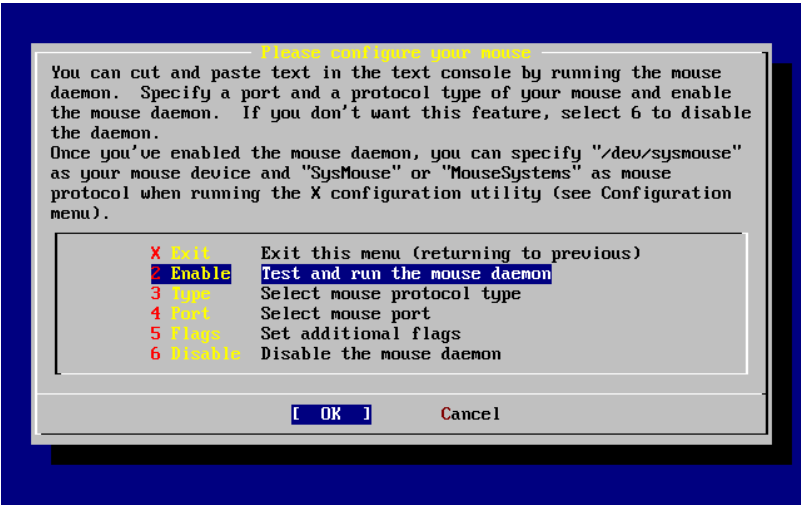 Please configure your mouse
You can cut and paste text in the text console by running the mouse
daemon.  Specify a port and a protocol type of your mouse and enable
the mouse daemon.  If you don't want this feature, select 6 to disable
the daemon.
Once you've enabled the mouse daemon, you can specify "/dev/sysmouse"
as your mouse device and "SysMouse" or "MouseSystems" as mouse
protocol when running the X configuration utility (see Configuration
menu).
X Exit Exit this menu (returning to previous)
2 Enable Test and run the mouse daemon
3 Type Select mouse protocol type
4 Port Select mouse port
5 Flags Set additional flags
6 Disable Disable the mouse daemon
[ OK ] Cancel